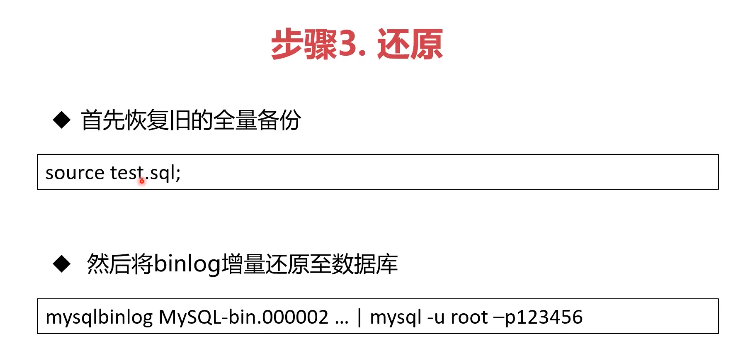 步骤3. 还原
◆ 首先恢复旧的全量备份
source test.sql;
◆ 然后将binlog增量还原至数据库
mysqlbinlog MySQL-bin.000002 ... | mysql -u root –p123456